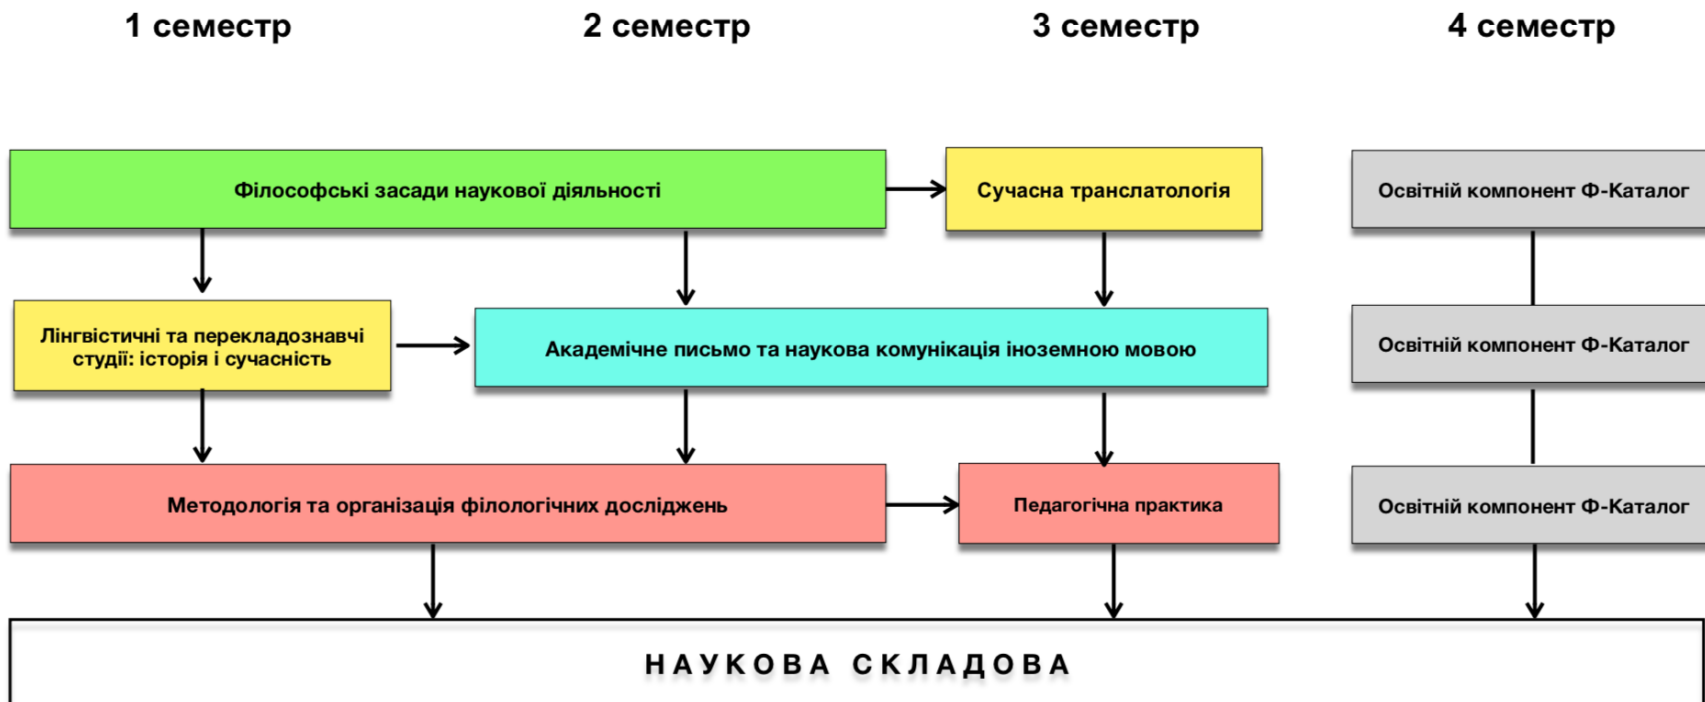 1 семестр
2 семестр
3 семестр
4 семестр
Філософські засади наукової діяльності
Сучасна транслатологія
Освітній компонент Ф-Каталог
Лінгвістичні та перекладознавчі
студії: історія і сучасність
Академічне письмо та наукова комунікація іноземною мовою
Освітній компонент Ф-Каталог
Методологія та організація філологічних досліджень
Педагогічна практика
Освітній компонент Ф-Каталог
НАУКОВА СКЛАДОВА